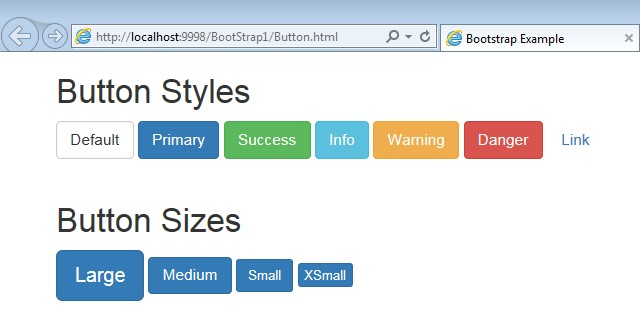 http://localhost:9998/BootStrap1/Button.html Bootstrap Example
Button Styles
Default Primary Success Info Warning Danger Link
Button Sizes
Large Medium Small XSmall